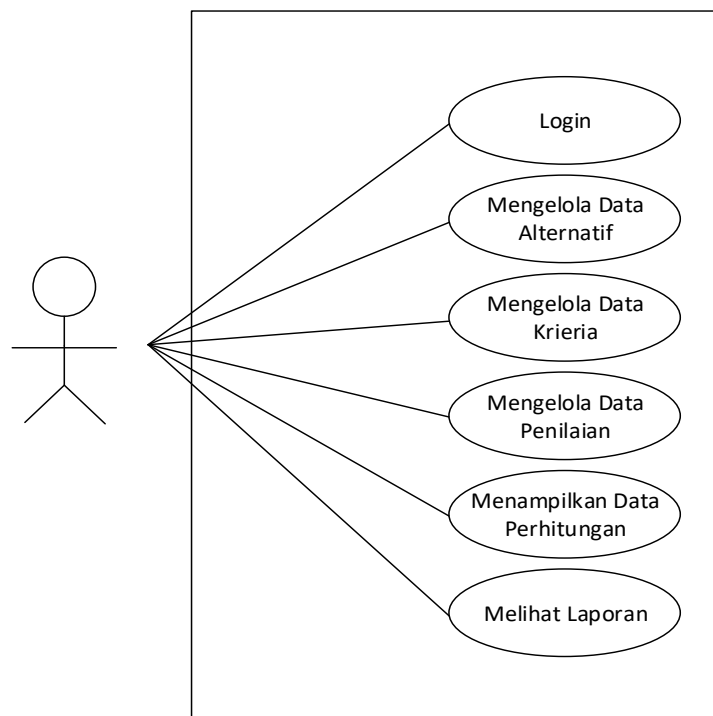 Login
Mengelola Data
Alternatif
Mengelola Data
Krieria
Mengelola Data
Penilaian
Menampilkan Data
Perhitungan
Melihat Laporan